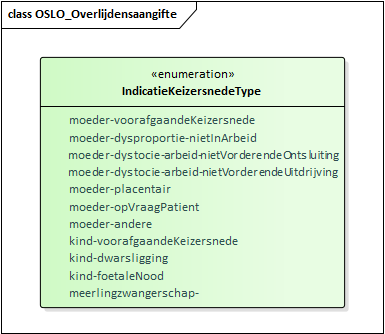 class OSLO_Overlijdensaangifte
«enumeration»
IndicatieKeizersnedeType
moeder-voorafgaandeKeizersnede
moeder-dysproportie-nietInArbeid
moeder-dystocie-arbeid-nietVorderendeOntsluiting
moeder-dystocie-arbeid-nietVorderendeUitdrijving
moeder-placentair
moeder-opVraagPatient
moeder-andere
kind-voorafgaandeKeizersnede
kind-dwarsligging
kind-foetaleNood
meerlingzwangerschap-